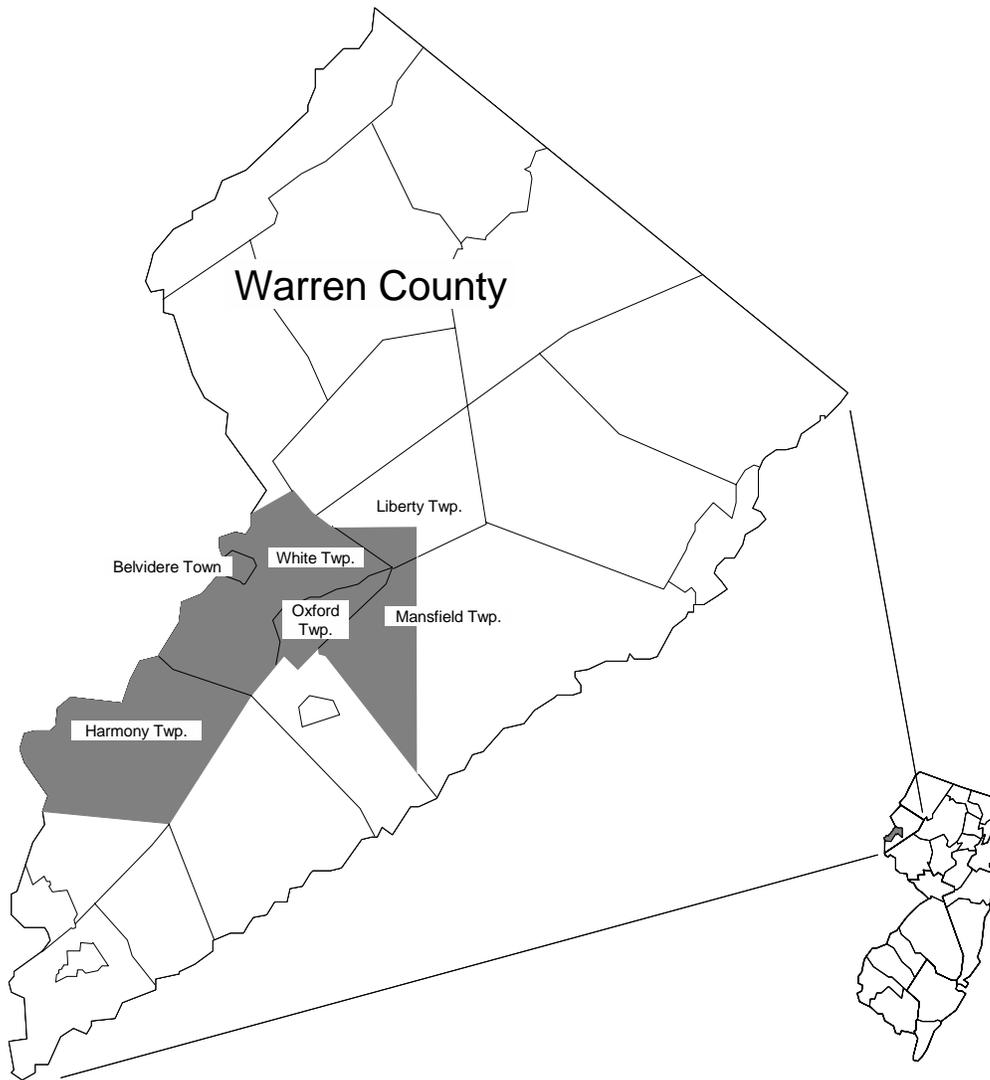 Warren County
Liberty Twp.
White Twp.
Belvidere Town
Oxford
Twp.
Mansfield Twp.
Harmony Twp.